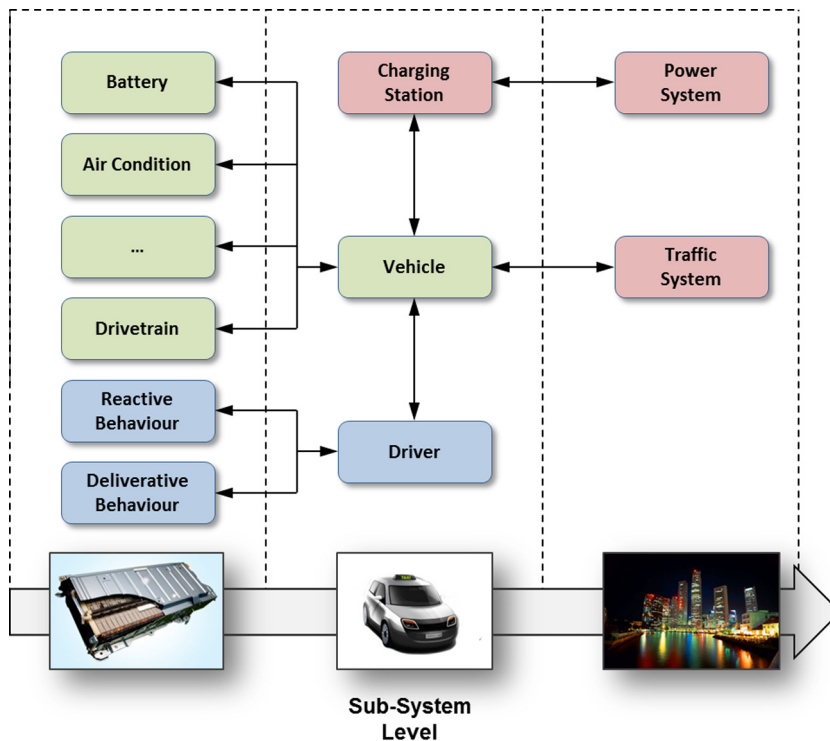 Battery
Air Condition
...
Drivetrain
Reactive
Behaviour
Deliverative
Behaviour
Charging
Station
Vehicle
Driver
Power
System
Traffic
System
TAXI
Sub-System
Level